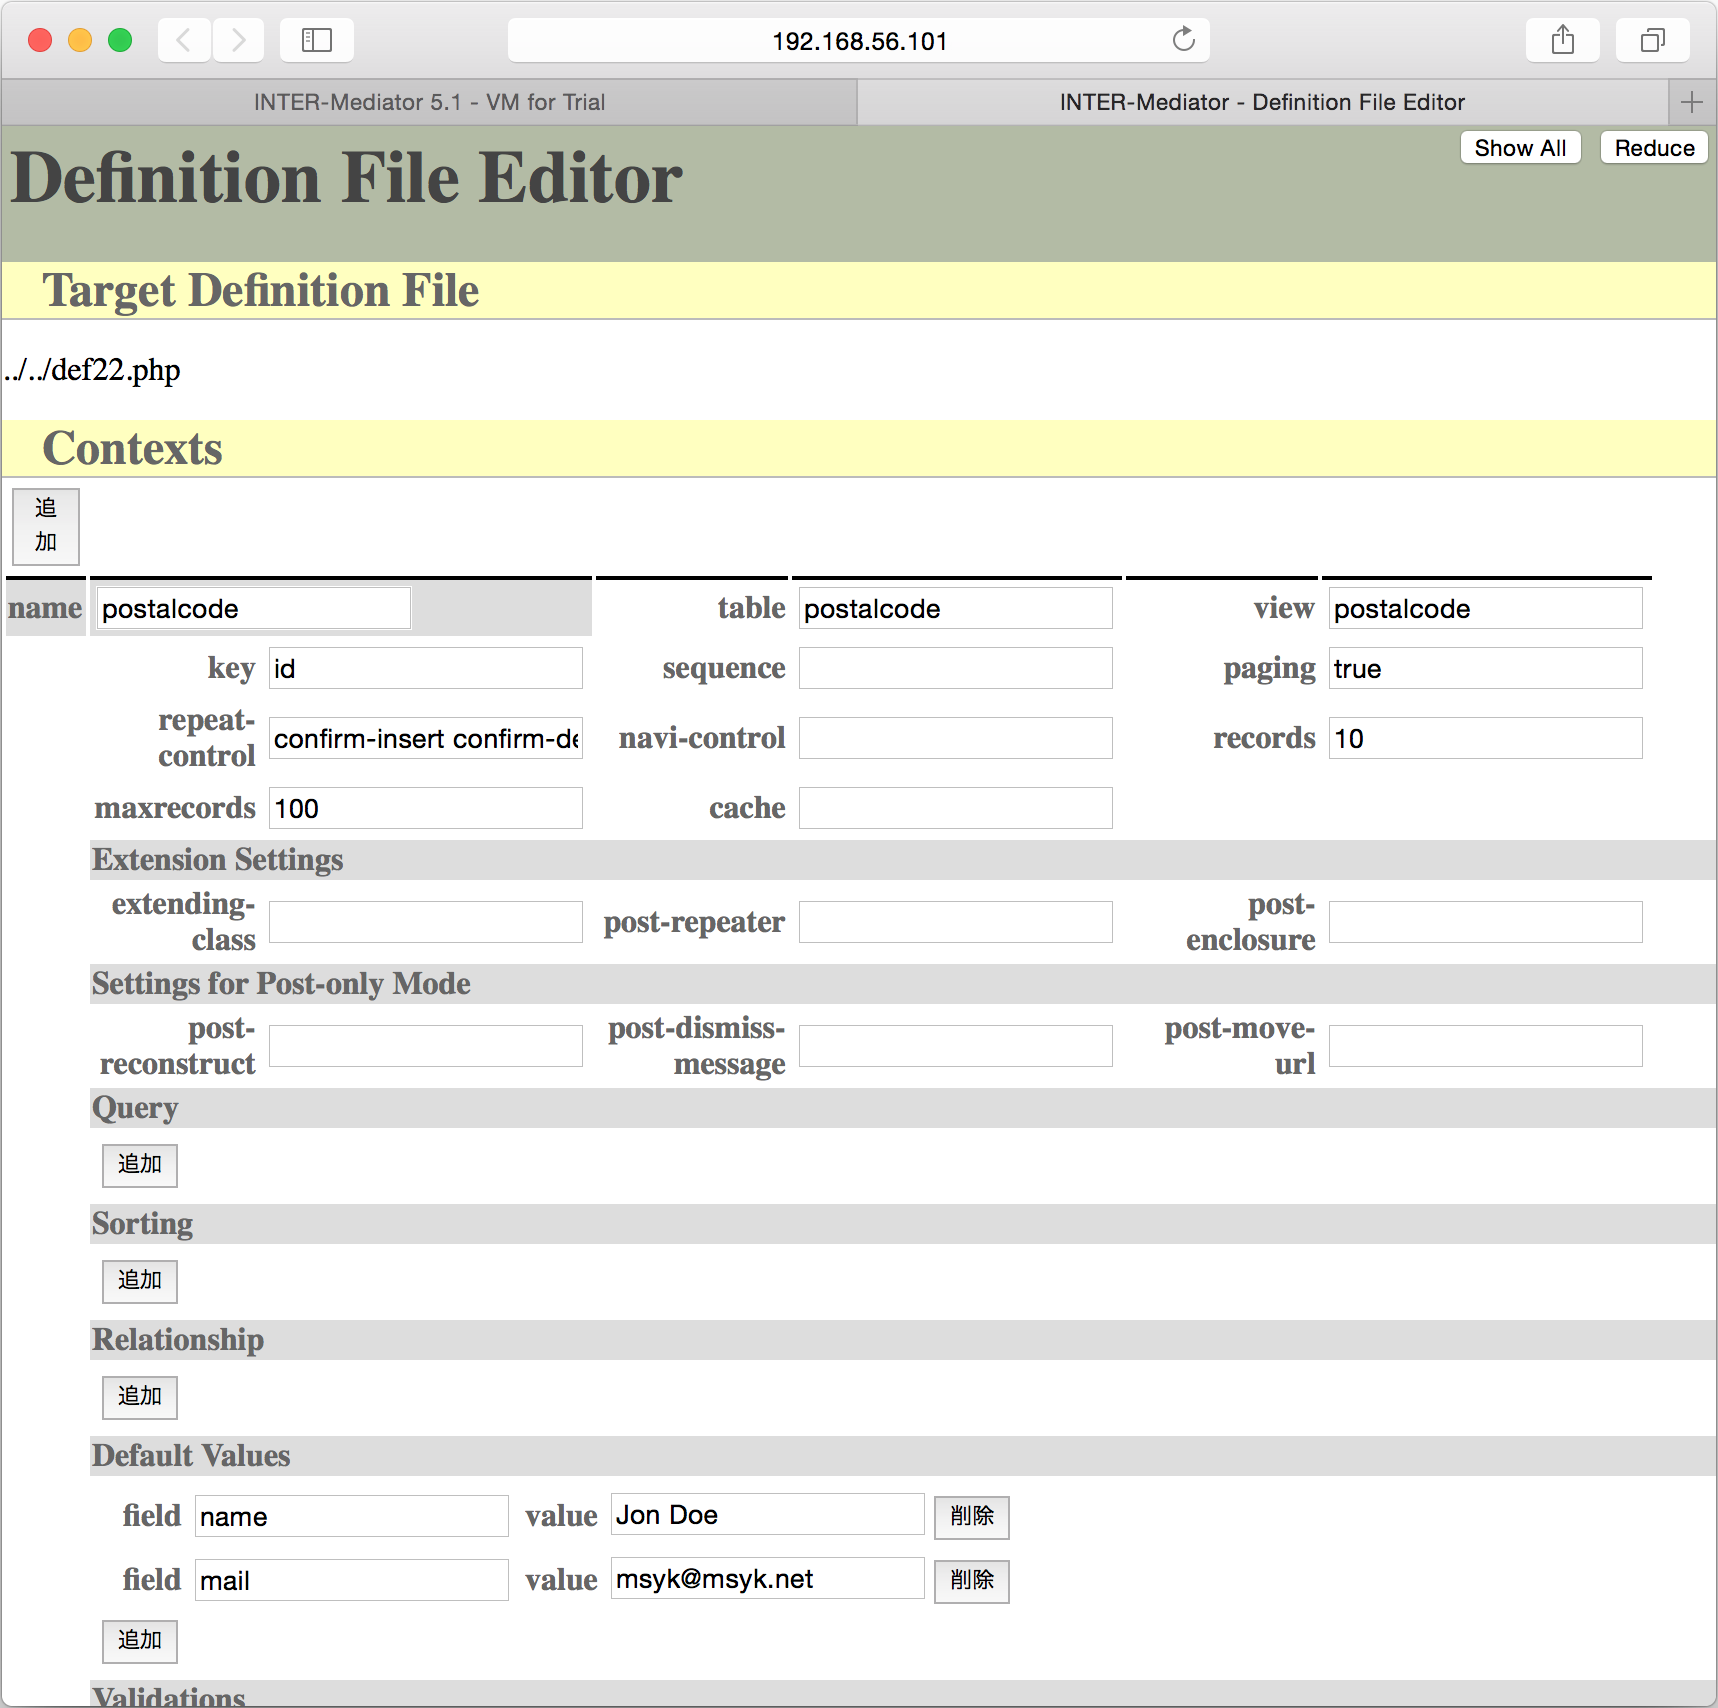 192.168.56.101
INTER-Mediator 5.1 - VM for Trial
INTER-Mediator - Definition File Editor
Show All Reduce
Definition File Editor
Target Definition File
../../def22.php
Contexts
追
加
name postalcode table postalcode view postalcode
key id sequence paging true
repeat-
control confirm-insert confirm-de navi-control records 10
maxrecords 100 cache
Extension Settings
extending-
class post-repeater post-
enclosure
Settings for Post-only Mode
post-
reconstruct post-dismiss-
message post-move-
url
Query
追加
Sorting
追加
Relationship
追加
Default Values
field name value Jon Doe 削除
field mail value msyk@msyk.net 削除
追加
Validations